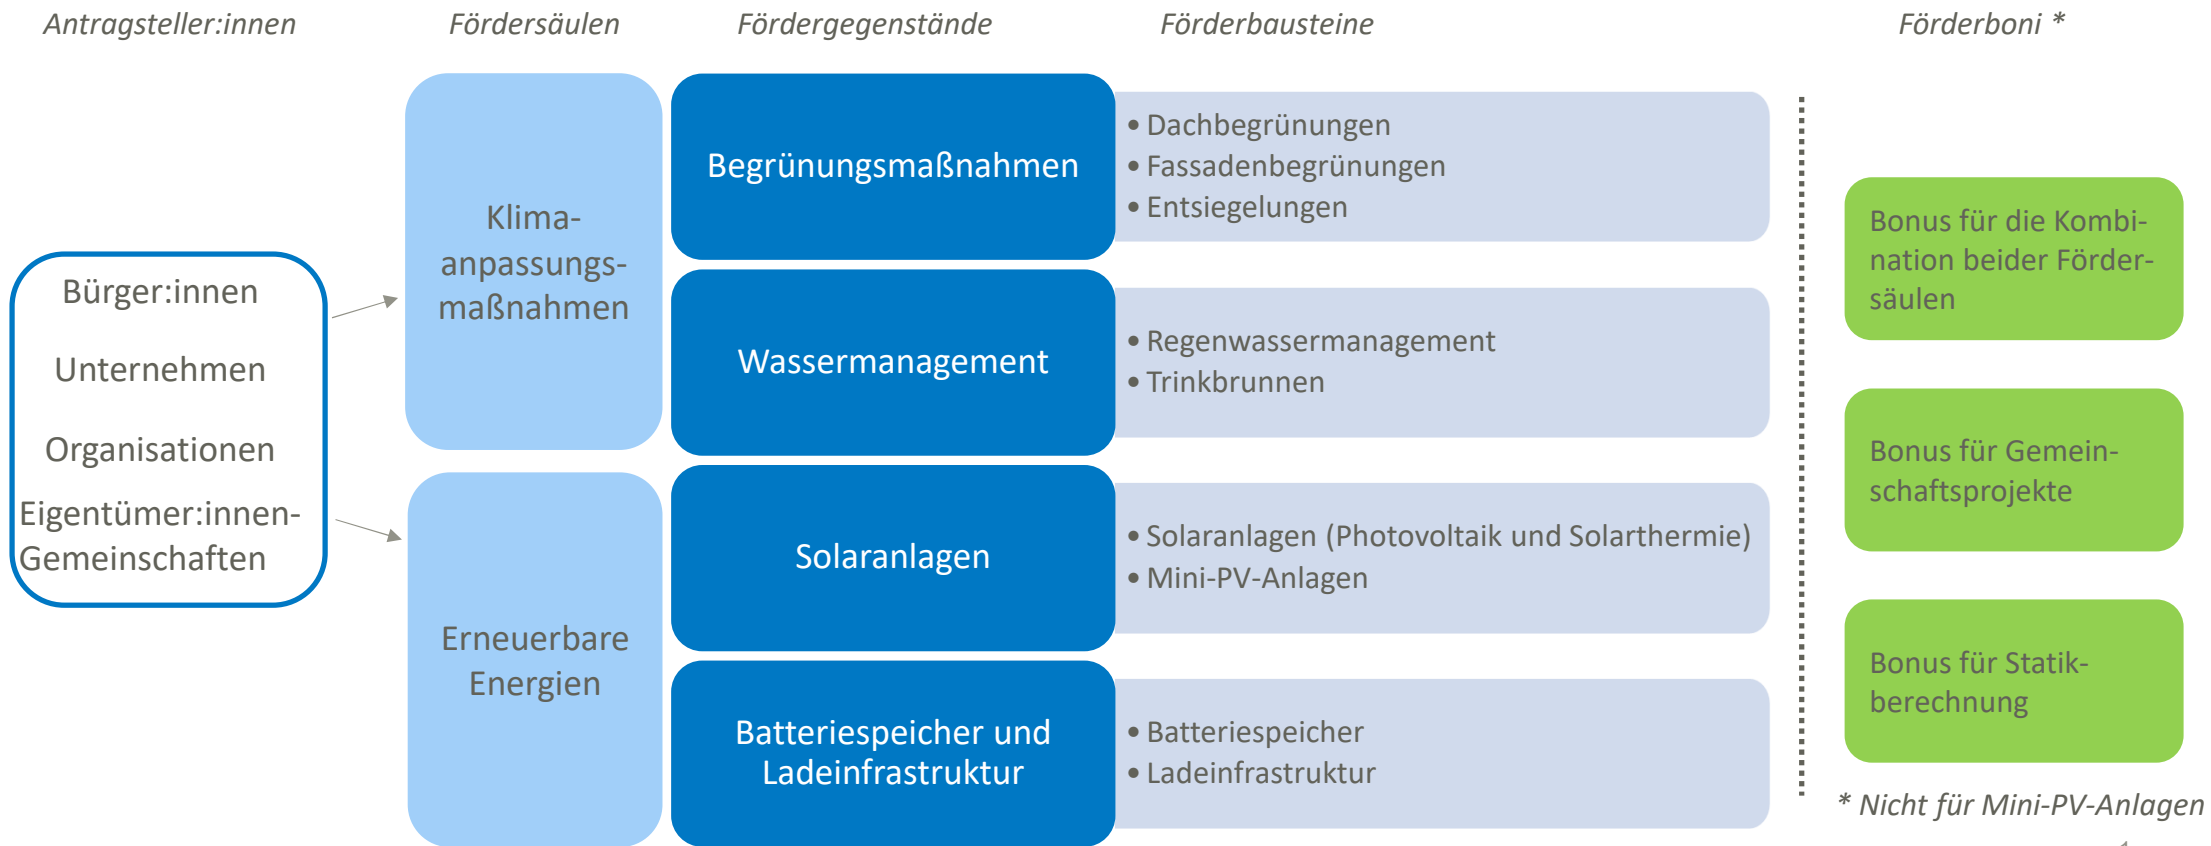 Antragsteller:innen
Fördersäulen
Fördergegenstände
Förderbausteine
Förderboni *
Bürger:innen
Unternehmen
Organisationen
Eigentümer:innen-
Gemeinschaften
Klima-
anpassungs-
maßnahmen
Begrünungsmaßnahmen
• Dachbegrünungen
• Fassadenbegrünungen
• Entsiegelungen
Wassermanagement
• Regenwassermanagement
• Trinkbrunnen
Erneuerbare
Energien
Solaranlagen
• Solaranlagen (Photovoltaik und Solarthermie)
• Mini-PV-Anlagen
Batteriespeicher und
Ladeinfrastruktur
• Batteriespeicher
• Ladeinfrastruktur
Bonus für die Kombi-
nation beider Förder-
säulen
Bonus für Gemein-
schaftsprojekte
Bonus für Statik-
berechnung
* Nicht für Mini-PV-Anlagen